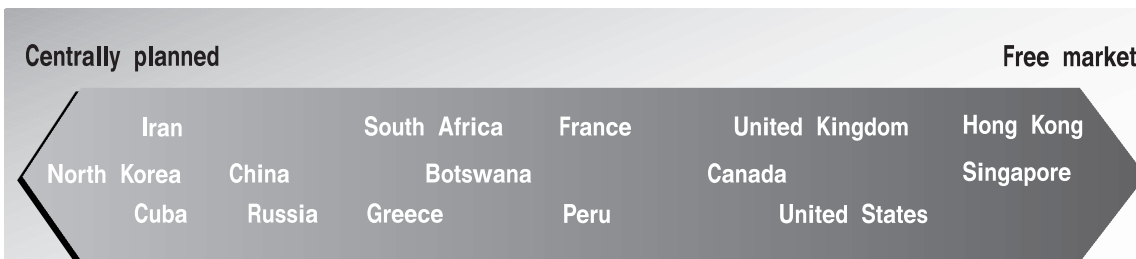 Centrally planned Free market
Iran South Africa France United Kingdom Hong Kong
North Korea China Botswana Canada Singapore
Cuba Russia Greece Peru United States